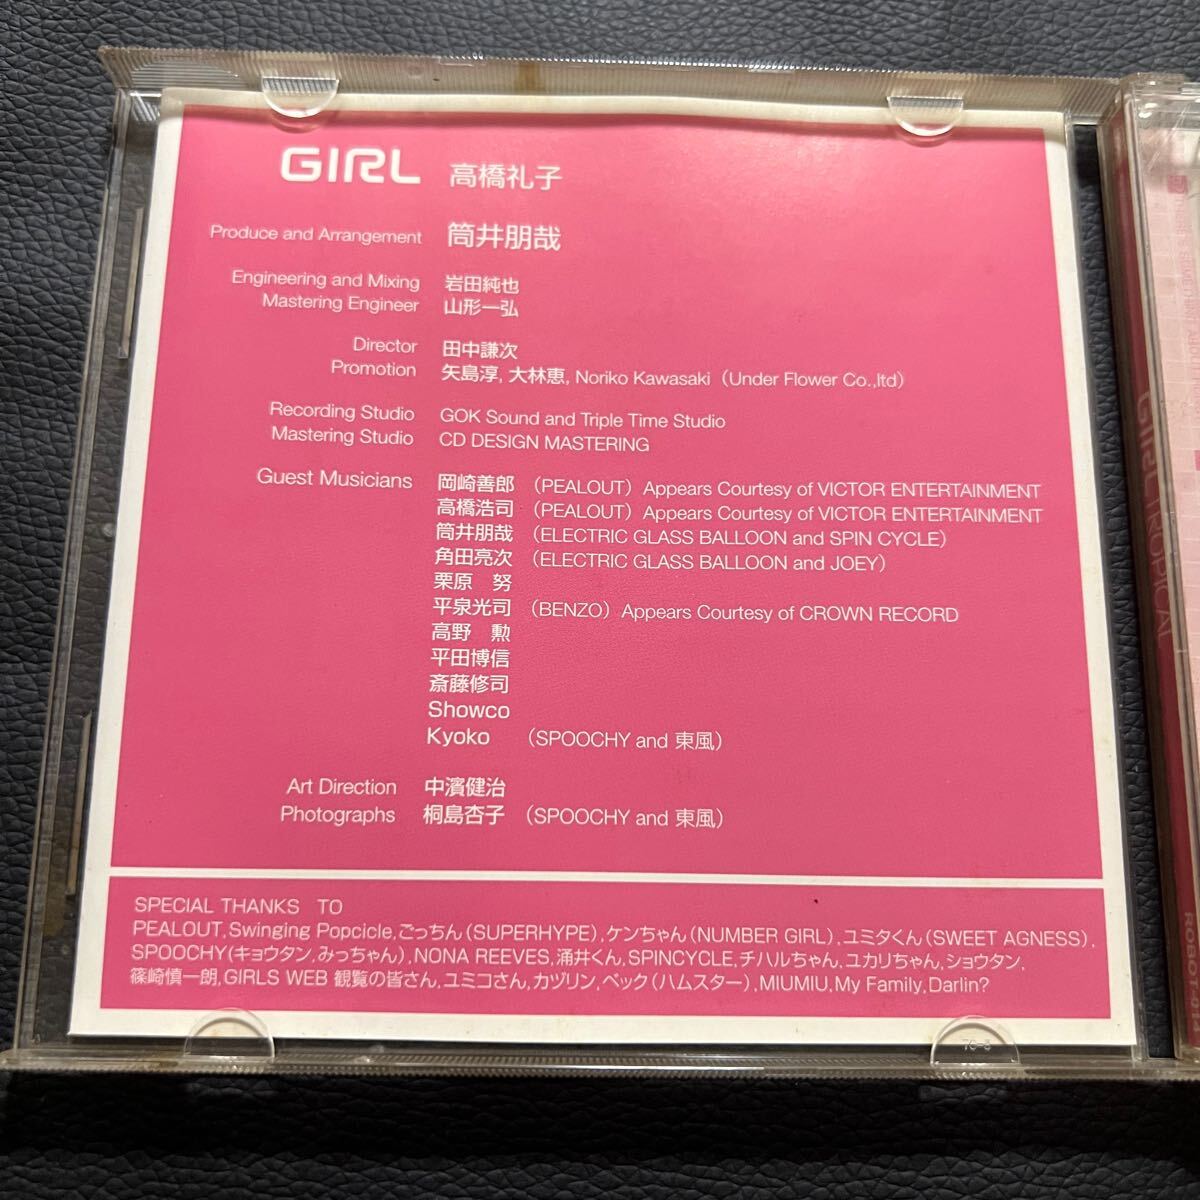 GIRL 高橋礼子
Produce and Arrangement 筒井朋哉
Engineering and Mixing 岩田純也
Mastering Engineer 山形一弘
Director 田中謙次
Promotion 矢島淳, 大林恵, Noriko Kawasaki（Under Flower Co.,ltd）
Recording Studio GOK Sound and Triple Time Studio
Mastering Studio CD DESIGN MASTERING
Guest Musicians 岡崎善郎（PEALOUT）Appears Courtesy of VICTOR ENTERTAINMENT
高橋浩司（PEALOUT）Appears Courtesy of VICTOR ENTERTAINMENT
筒井朋哉（ELECTRIC GLASS BALLOON and SPIN CYCLE）
角田亮次（ELECTRIC GLASS BALLOON and JOEY）
栗原 努
平泉光司（BENZO）Appears Courtesy of CROWN RECORD
高野 勲
平田博信
斎藤修司
Showco
Kyoko （SPOOCHY and 東風）
Art Direction 中濱健治
Photographs 桐島杏子（SPOOCHY and 東風）
SPECIAL THANKS TO
PEALOUT,Swinging Popcicle,ごっちん(SUPERHYPE),ケンちゃん(NUMBER GIRL),ユミタくん(SWEET AGNESS),
SPOOCHY(キョウタン,みっちゃん),NONA REEVES,涌井くん,SPINCYCLE,チハルちゃん,ユカリちゃん,ショウタン,
篠崎慎一朗,GIRLS WEB 観覧の皆さん,ユミコさん,カヅリン,ベック(ハムスター),MIUMIU,My Family,Darlin?
GIRL TROPICAL